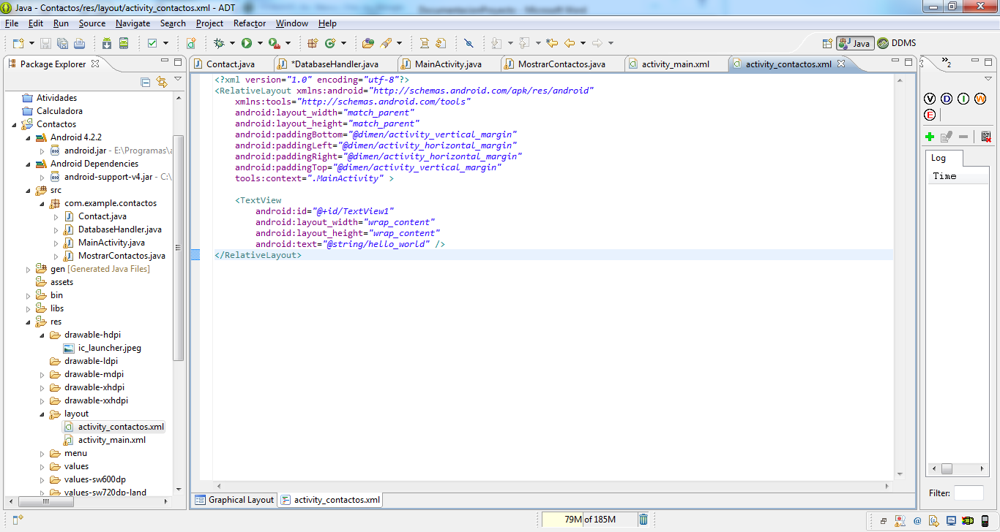 Java - Contactos/res/layout/activity_contactos.xml - ADT
File Edit Run Source Navigate Search Project Refactor Window Help
Java DDMS
Package Explorer
Contact.java *DatabaseHandler.java MainActivity.java MostrarContactos.java activity_main.xml activity_contactos.xml
»2
Atividades
Calculadora
Contactos
Android 4.2.2
android.jar - E:\Programas\a
Android Dependencies
android-support-v4.jar - C:\
src
com.example.contactos
Contact.java
DatabaseHandler.java
MainActivity.java
MostrarContactos.java
gen [Generated Java Files]
assets
bin
libs
res
drawable-hdpi
ic_launcher.jpeg
drawable-ldpi
drawable-mdpi
drawable-xhdpi
drawable-xxhdpi
layout
activity_contactos.xml
activity_main.xml
menu
values
values-sw600dp
values-sw720dp-land
<?xml version="1.0" encoding="utf-8"?>
<RelativeLayout xmlns:android="http://schemas.android.com/apk/res/android"
xmlns:tools="http://schemas.android.com/tools"
android:layout_width="match_parent"
android:layout_height="match_parent"
android:paddingBottom="@dimen/activity_vertical_margin"
android:paddingLeft="@dimen/activity_horizontal_margin"
android:paddingRight="@dimen/activity_horizontal_margin"
android:paddingTop="@dimen/activity_vertical_margin"
tools:context=".MainActivity" >
<TextView
android:id="@+id/TextView1"
android:layout_width="wrap_content"
android:layout_height="wrap_content"
android:text="@string/hello_world" />
</RelativeLayout>
Graphical Layout activity_contactos.xml
V D I W
E
Log
Time
Filter:
79M of 185M